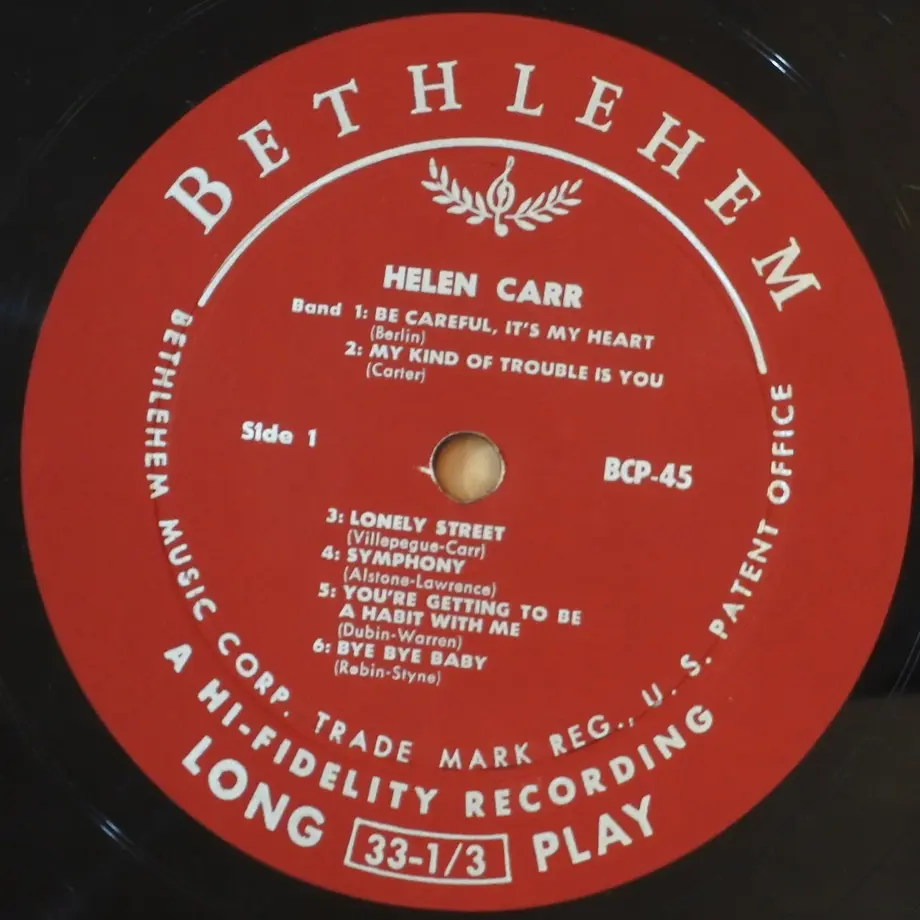 BETHLEHEM
HELEN CARR
Band 1: BE CAREFUL, IT'S MY HEART
(Berlin)
2: MY KIND OF TROUBLE IS YOU
(Carter)
Side 1
BCP-45
3: LONELY STREET
(Villepegue-Carr)
4: SYMPHONY
(Alstone-Lawrence)
5: YOU'RE GETTING TO BE
A HABIT WITH ME
(Dubin-Warren)
6: BYE BYE BABY
(Robin-Styne)
BETHLEHEM MUSIC CORP. TRADE MARK REG., U. S. PATENT OFFICE
A HI-FIDELITY RECORDING
LONG 33-1/3 PLAY